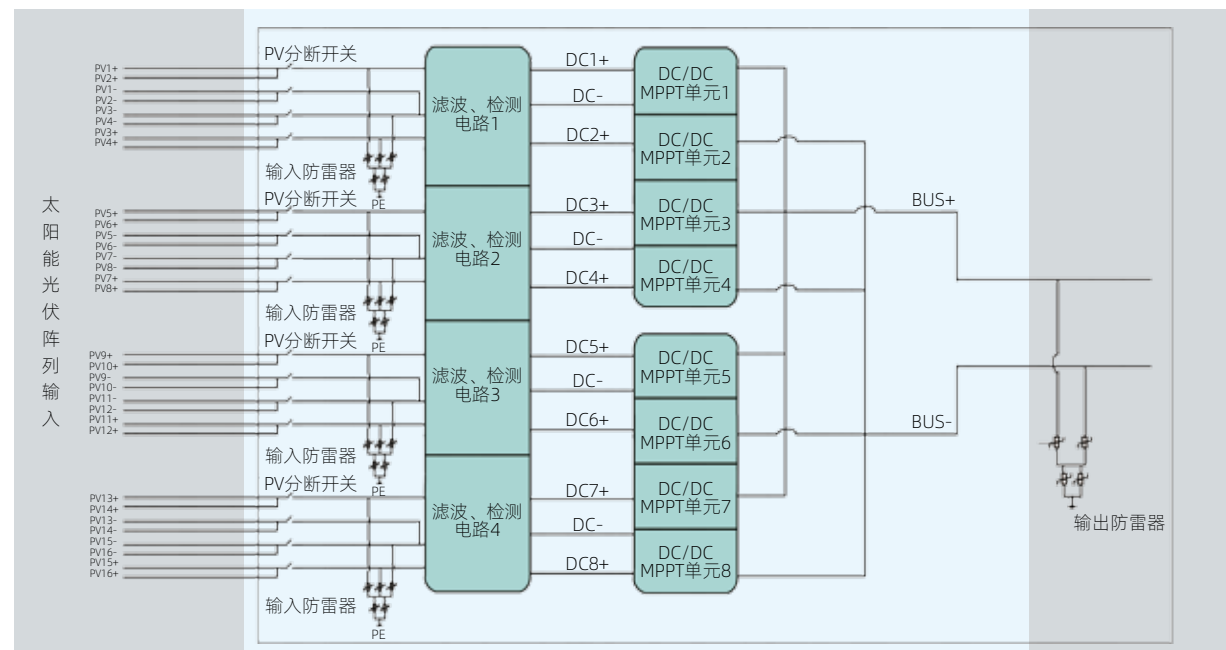 太阳能光伏阵列输入
PV1+
PV2+
PV1-
PV2-
PV3-
PV4-
PV3+
PV4+
PV5+
PV6+
PV5-
PV6-
PV7-
PV8-
PV7+
PV8+
PV9+
PV10+
PV9-
PV10-
PV11-
PV12-
PV11+
PV12+
PV13+
PV14+
PV13-
PV14-
PV15-
PV16-
PV15+
PV16+
PV分断开关
输入防雷器
PE
PV分断开关
输入防雷器
PE
PV分断开关
输入防雷器
PE
PV分断开关
输入防雷器
PE
滤波、检测
电路1
滤波、检测
电路2
滤波、检测
电路3
滤波、检测
电路4
DC1+
DC-
DC2+
DC3+
DC-
DC4+
DC5+
DC-
DC6+
DC7+
DC-
DC8+
DC/DC
MPPT单元1
DC/DC
MPPT单元2
DC/DC
MPPT单元3
DC/DC
MPPT单元4
DC/DC
MPPT单元5
DC/DC
MPPT单元6
DC/DC
MPPT单元7
DC/DC
MPPT单元8
BUS+
BUS-
输出防雷器